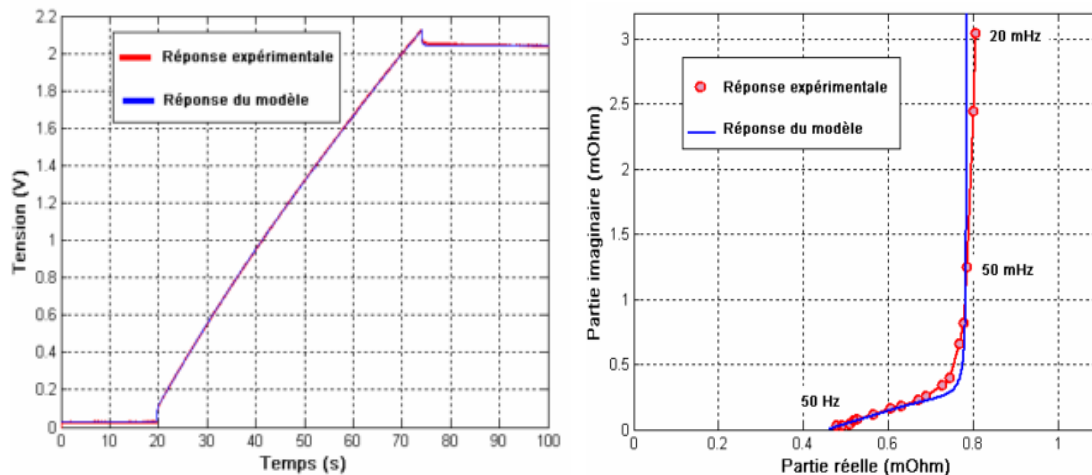 2.2
2
1.8
1.6
1.4
1.2
1
0.8
0.6
0.4
0.2
0
Réponse expérimentale
Réponse du modèle
Tension (V)
0 10 20 30 40 50 60 70 80 90 100
Temps (s)
3
2.5
2
1.5
1
0.5
0
20 mHz
Réponse expérimentale
Réponse du modèle
50 mHz
50 Hz
Partie imaginaire (mOhm)
0 0.2 0.4 0.6 0.8 1
Partie réelle (mOhm)